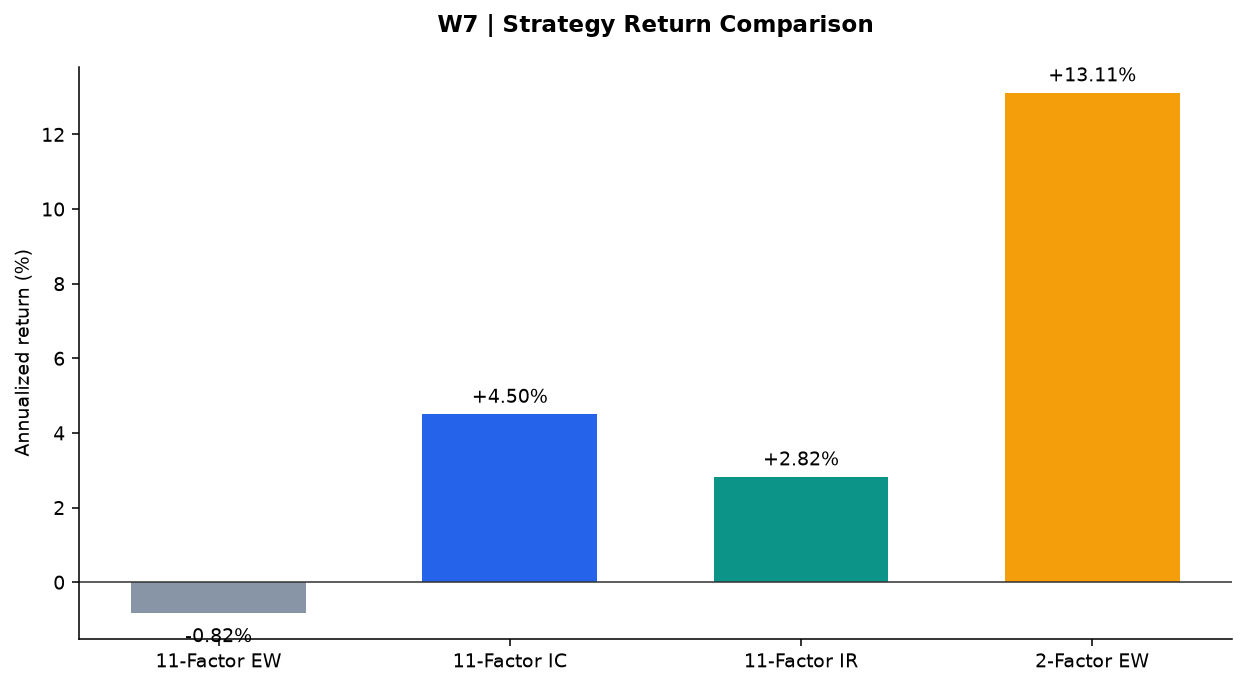 W7 | Strategy Return Comparison
+13.11%
12
10
8
6
4
2
0
Annualized return (%)
+4.50%
+2.82%
-0.82%
11-Factor EW
11-Factor IC
11-Factor IR
2-Factor EW